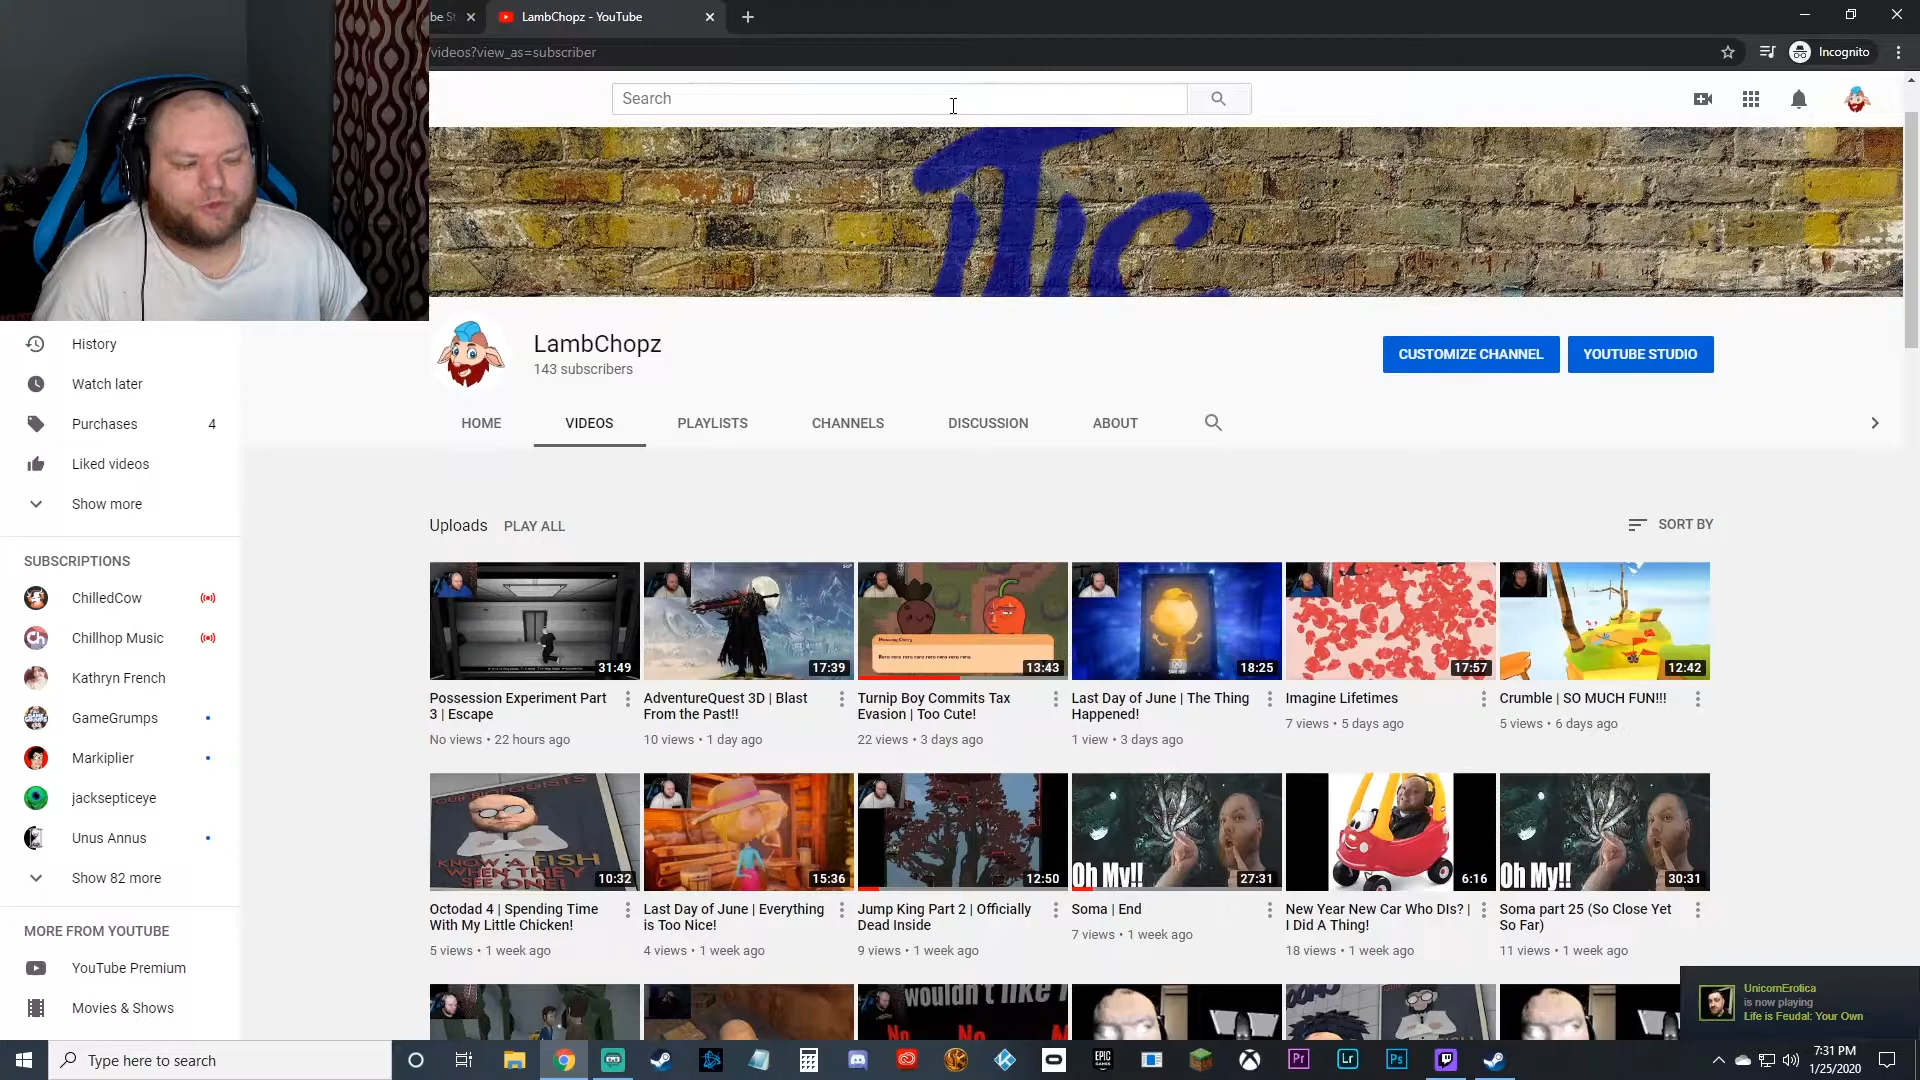 LambChopz - YouTube
/videos?view_as=subscriber
Incognito
Search
LambChopz
143 subscribers
CUSTOMIZE CHANNEL
YOUTUBE STUDIO
HOME
VIDEOS
PLAYLISTS
CHANNELS
DISCUSSION
ABOUT
History
Watch later
Purchases 4
Liked videos
Show more
SUBSCRIPTIONS
ChilledCow
Chillhop Music
Kathryn French
GameGrumps
Markiplier
jacksepticeye
Unus Annus
Show 82 more
MORE FROM YOUTUBE
YouTube Premium
Movies & Shows
Uploads PLAY ALL
SORT BY
31:49
Possession Experiment Part
3 | Escape
No views • 22 hours ago
17:39
AdventureQuest 3D | Blast
From the Past!!
10 views • 1 day ago
13:43
Turnip Boy Commits Tax
Evasion | Too Cute!
22 views • 3 days ago
18:25
Last Day of June | The Thing
Happened!
1 view • 3 days ago
17:57
Imagine Lifetimes
7 views • 5 days ago
12:42
Crumble | SO MUCH FUN!!!
5 views • 6 days ago
KNOW A FISH
WHEN THEY
SEE ONE!
10:32
Octodad 4 | Spending Time
With My Little Chicken!
5 views • 1 week ago
15:36
Last Day of June | Everything
is Too Nice!
4 views • 1 week ago
12:50
Jump King Part 2 | Officially
Dead Inside
9 views • 1 week ago
Oh My!!
27:31
Soma | End
7 views • 1 week ago
6:16
New Year New Car Who DIs? |
I Did A Thing!
18 views • 1 week ago
Oh My!!
30:31
Soma part 25 (So Close Yet
So Far)
11 views • 1 week ago
wouldn't like
No No
UnicornErotica
is now playing
Life is Feudal: Your Own
Type here to search
7:31 PM
1/25/2020